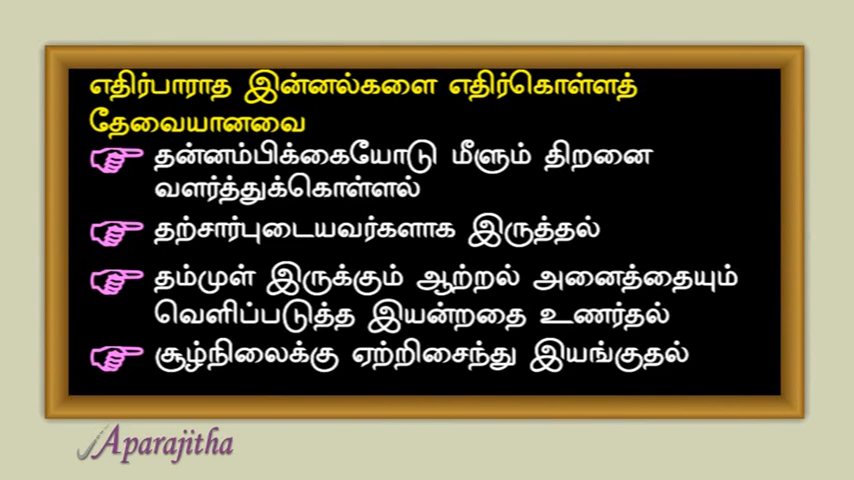 எதிர்பாராத இன்னல்களை எதிர்கொள்ளத்
தேவையானவை
தன்னம்பிக்கையோடு மீளும் திறனை
வளர்த்துக்கொள்ளல்
தற்சார்புடையவர்களாக இருத்தல்
தம்முள் இருக்கும் ஆற்றல் அனைத்தையும்
வெளிப்படுத்த இயன்றதை உணர்தல்
சூழ்நிலைக்கு ஏற்றிசைந்து இயங்குதல்
Aparajitha